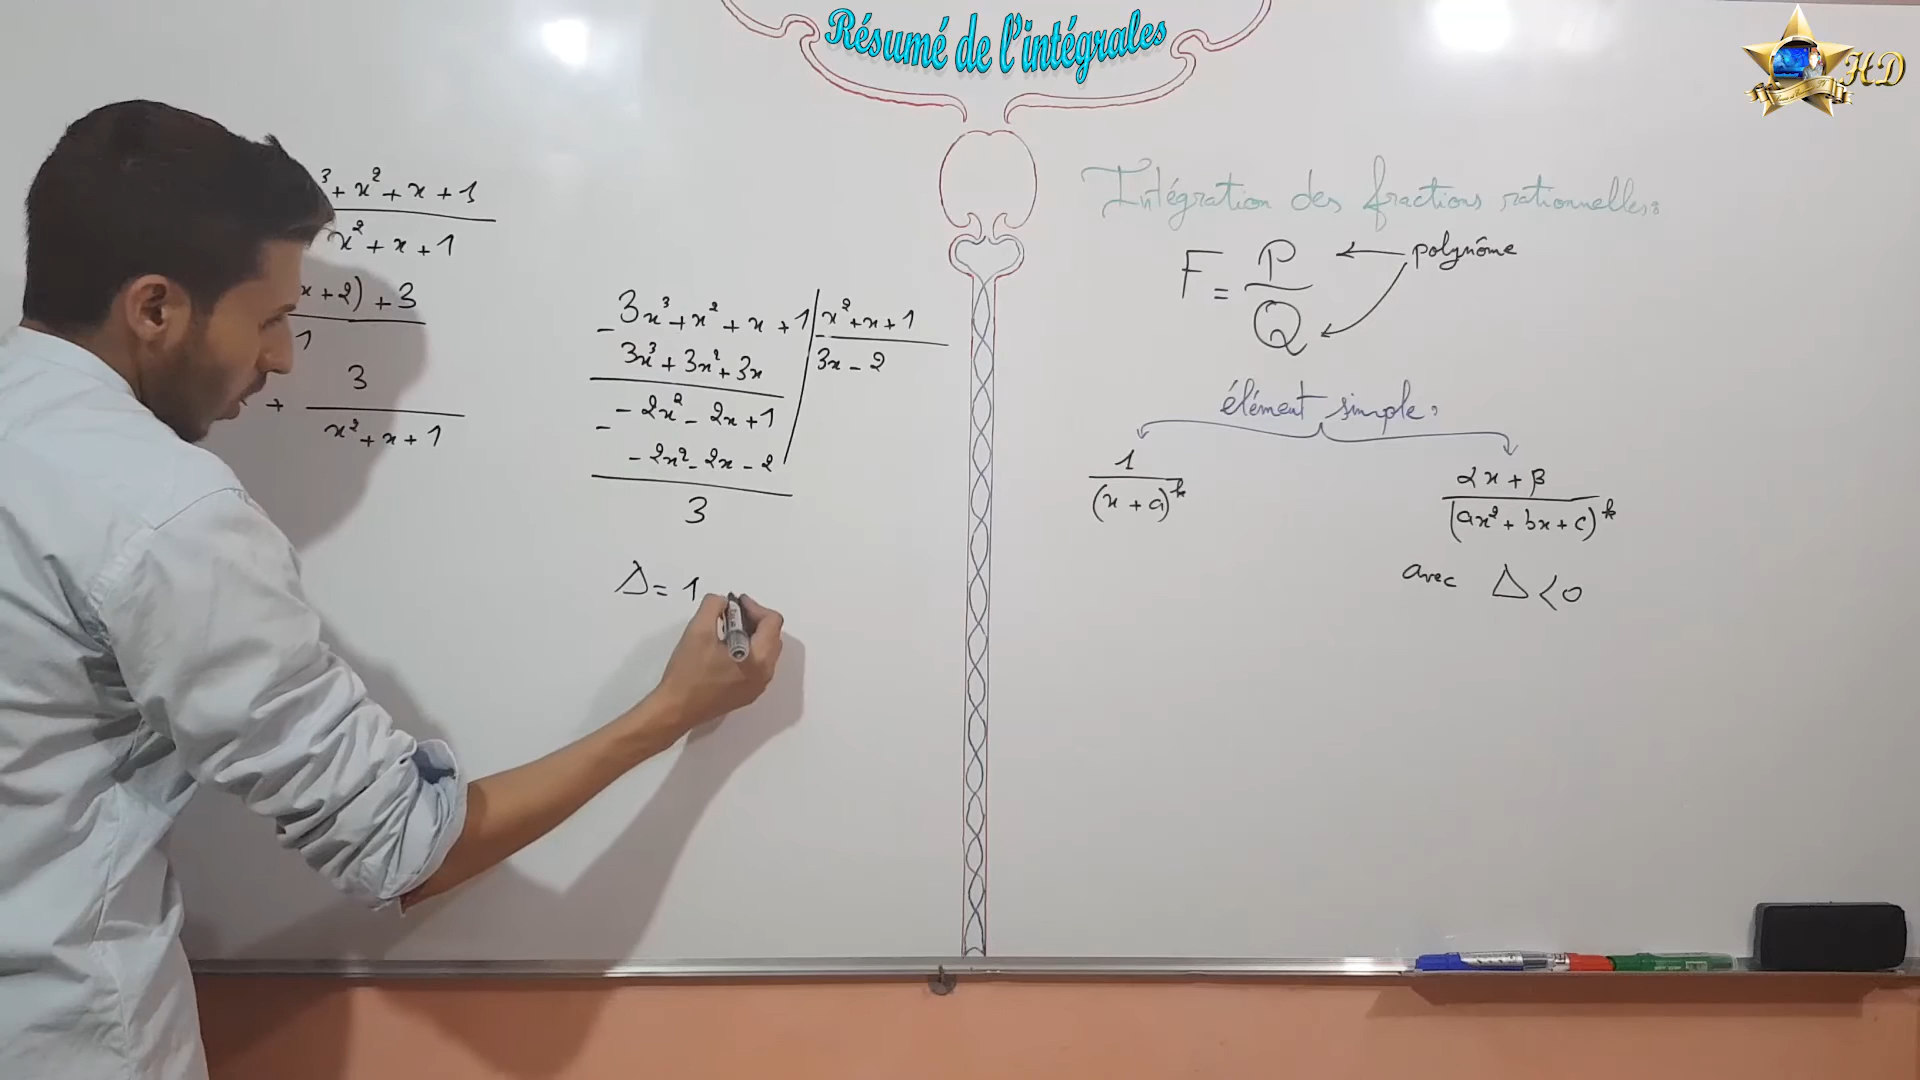 Résumé de l'intégrales
HD
³ + x² + x + 1
x² + x + 1
x + 2) + 3
1
+ 3
x² + x + 1
- 3x³ + x² + x + 1 | x² + x + 1
3x³ + 3x² + 3x | 3x - 2
- - 2x² - 2x + 1
- 2x² - 2x - 2
3
Δ = 1
Intégration des fractions rationnelles:
F = P / Q ← polynôme
élément simple:
1 / (x + a)^k
αx + β / (ax² + bx + c)^k
avec Δ < 0